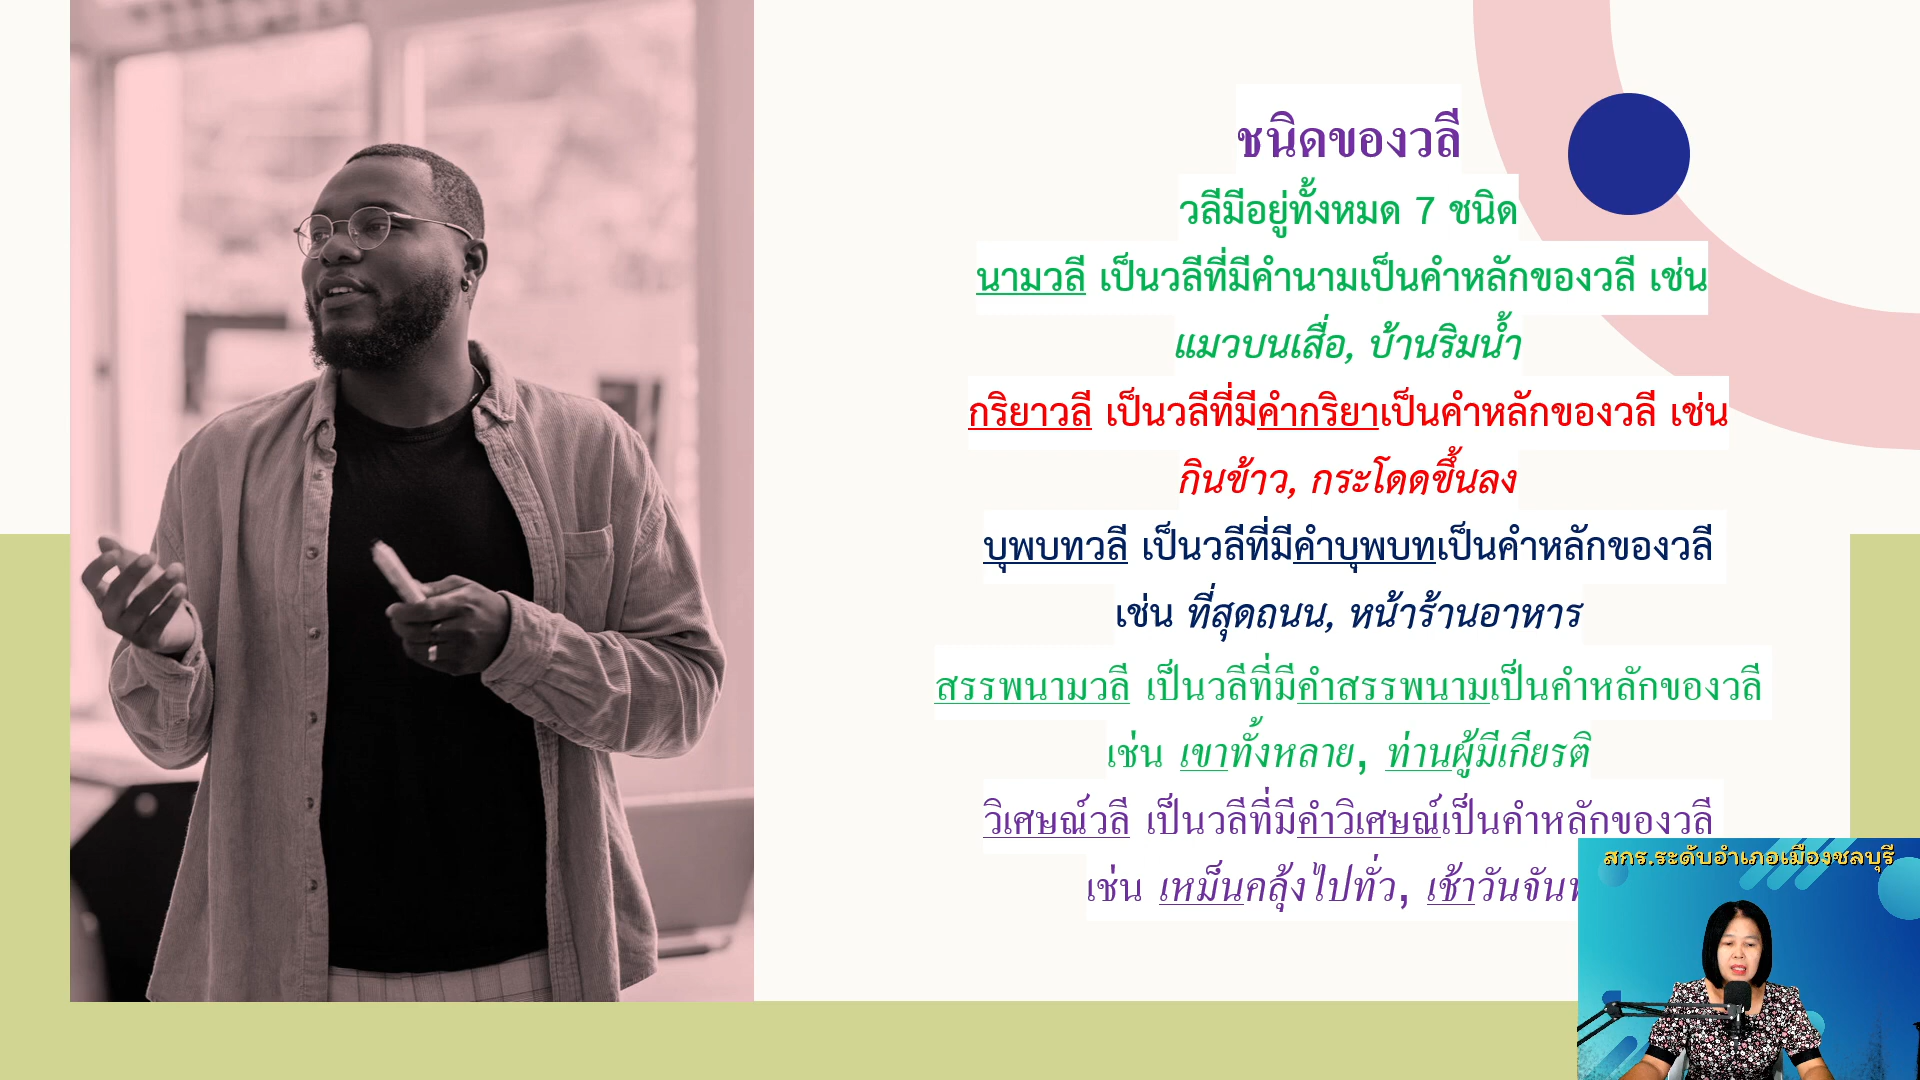 ชนิดของวลี
วลีมีอยู่ทั้งหมด 7 ชนิด
นามวลี เป็นวลีที่มีคำนามเป็นคำหลักของวลี เช่น
แมวบนเสื่อ, บ้านริมน้ำ
กริยาวลี เป็นวลีที่มีคำกริยาเป็นคำหลักของวลี เช่น
กินข้าว, กระโดดขึ้นลง
บุพบทวลี เป็นวลีที่มีคำบุพบทเป็นคำหลักของวลี
เช่น ที่สุดถนน, หน้าร้านอาหาร
สรรพนามวลี เป็นวลีที่มีคำสรรพนามเป็นคำหลักของวลี
เช่น เขาทั้งหลาย, ท่านผู้มีเกียรติ
วิเศษณ์วลี เป็นวลีที่มีคำวิเศษณ์เป็นคำหลักของวลี
เช่น เหม็นคลุ้งไปทั่ว, เช้าวัน
สกร.ระดับอำเภอเมืองชลบุรี